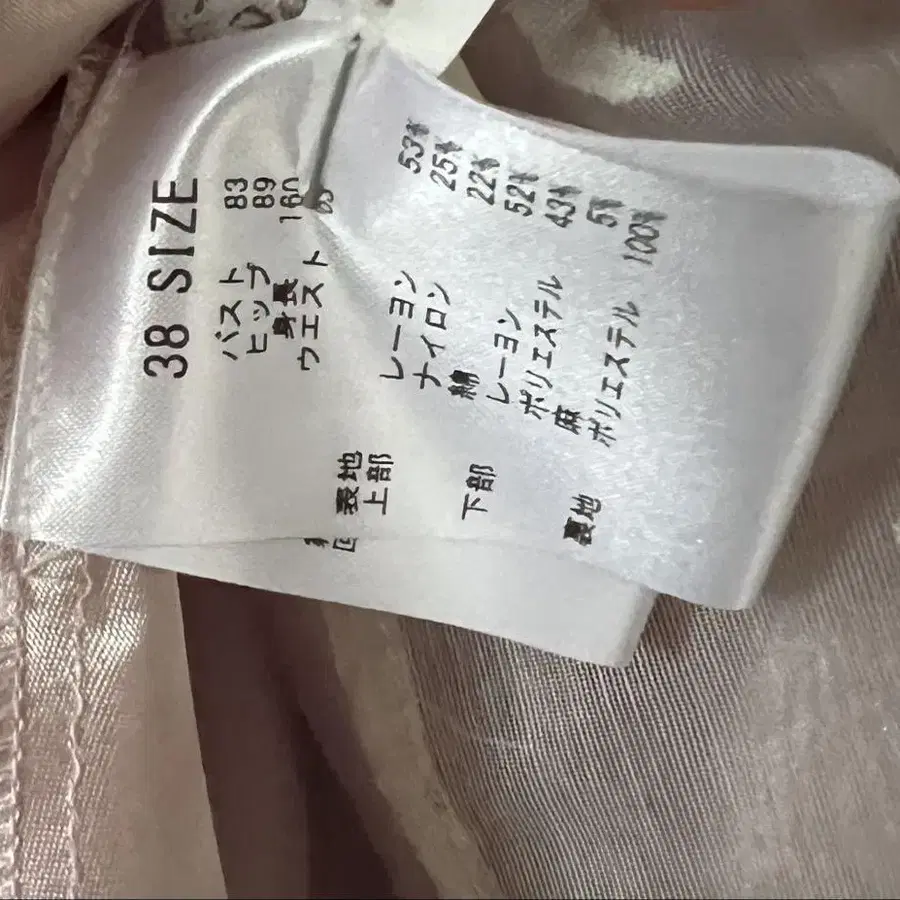 38 SIZE
バスト 83
ヒップ 89
身長 160
ウエスト
表地
上部 レーヨン 53%
ナイロン 25%
綿 22%
下部 レーヨン 52%
ポリエステル 43%
麻 5%
裏地 ポリエステル 100%